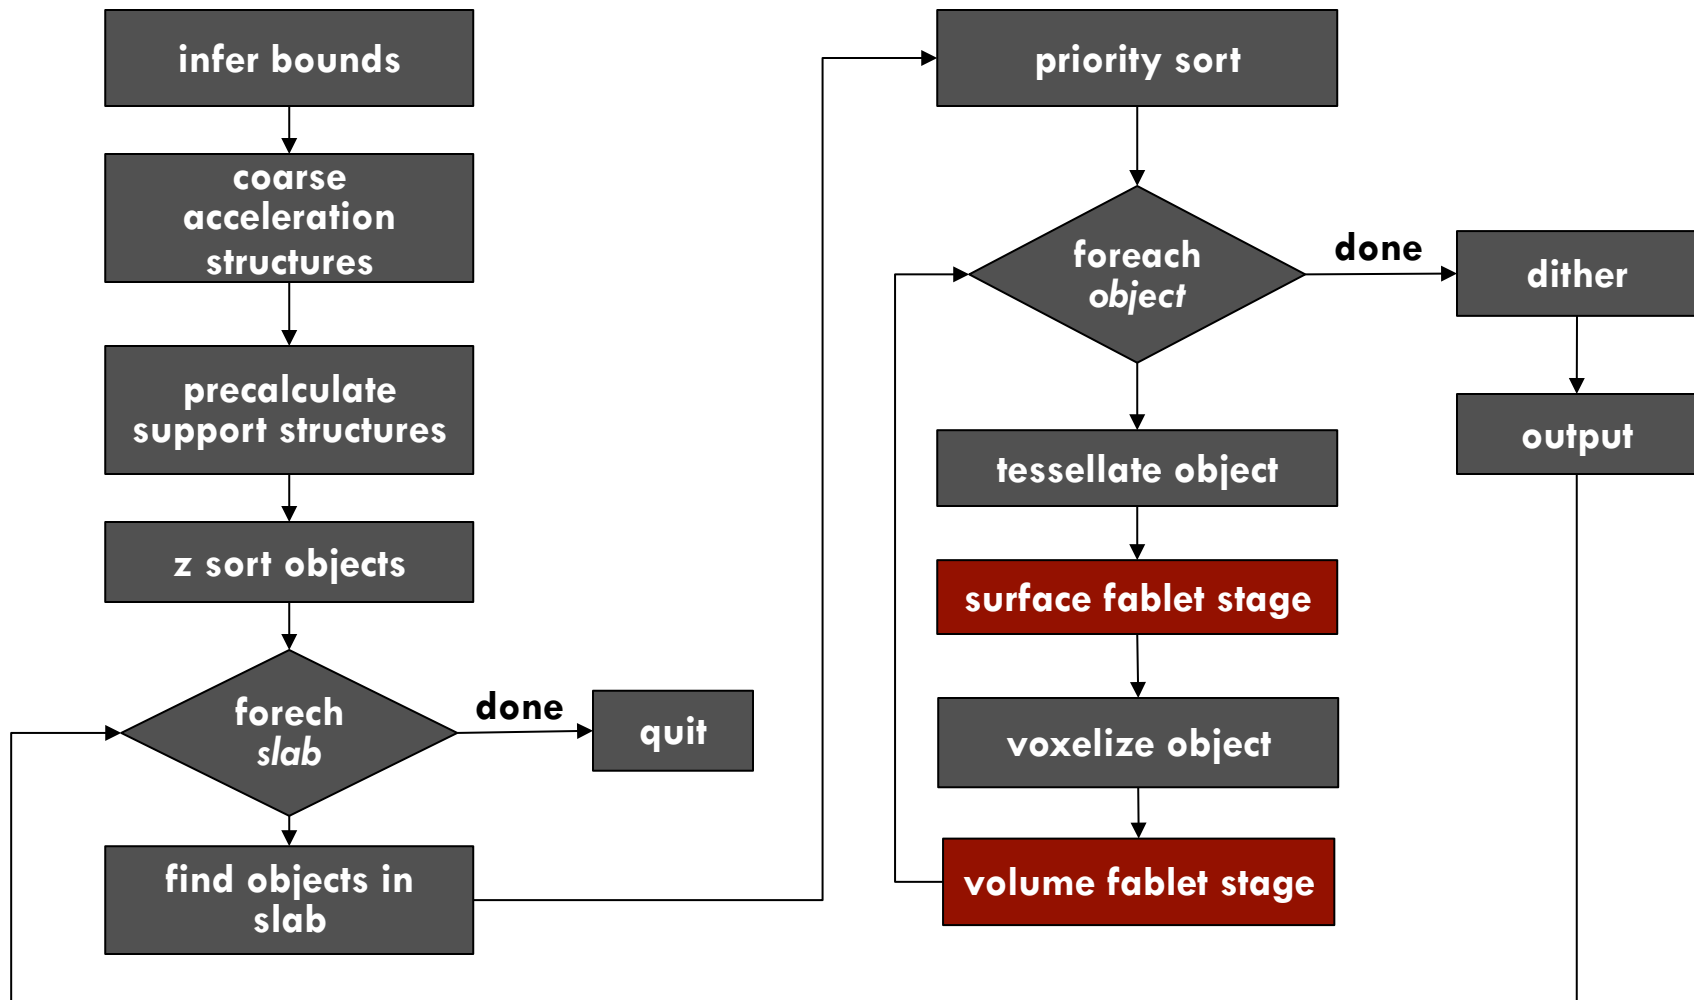 infer bounds
coarse
acceleration
structures
precalculate
support structures
z sort objects
forech
slab
done
quit
find objects in
slab
priority sort
foreach
object
done
dither
output
tessellate object
surface fablet stage
voxelize object
volume fablet stage